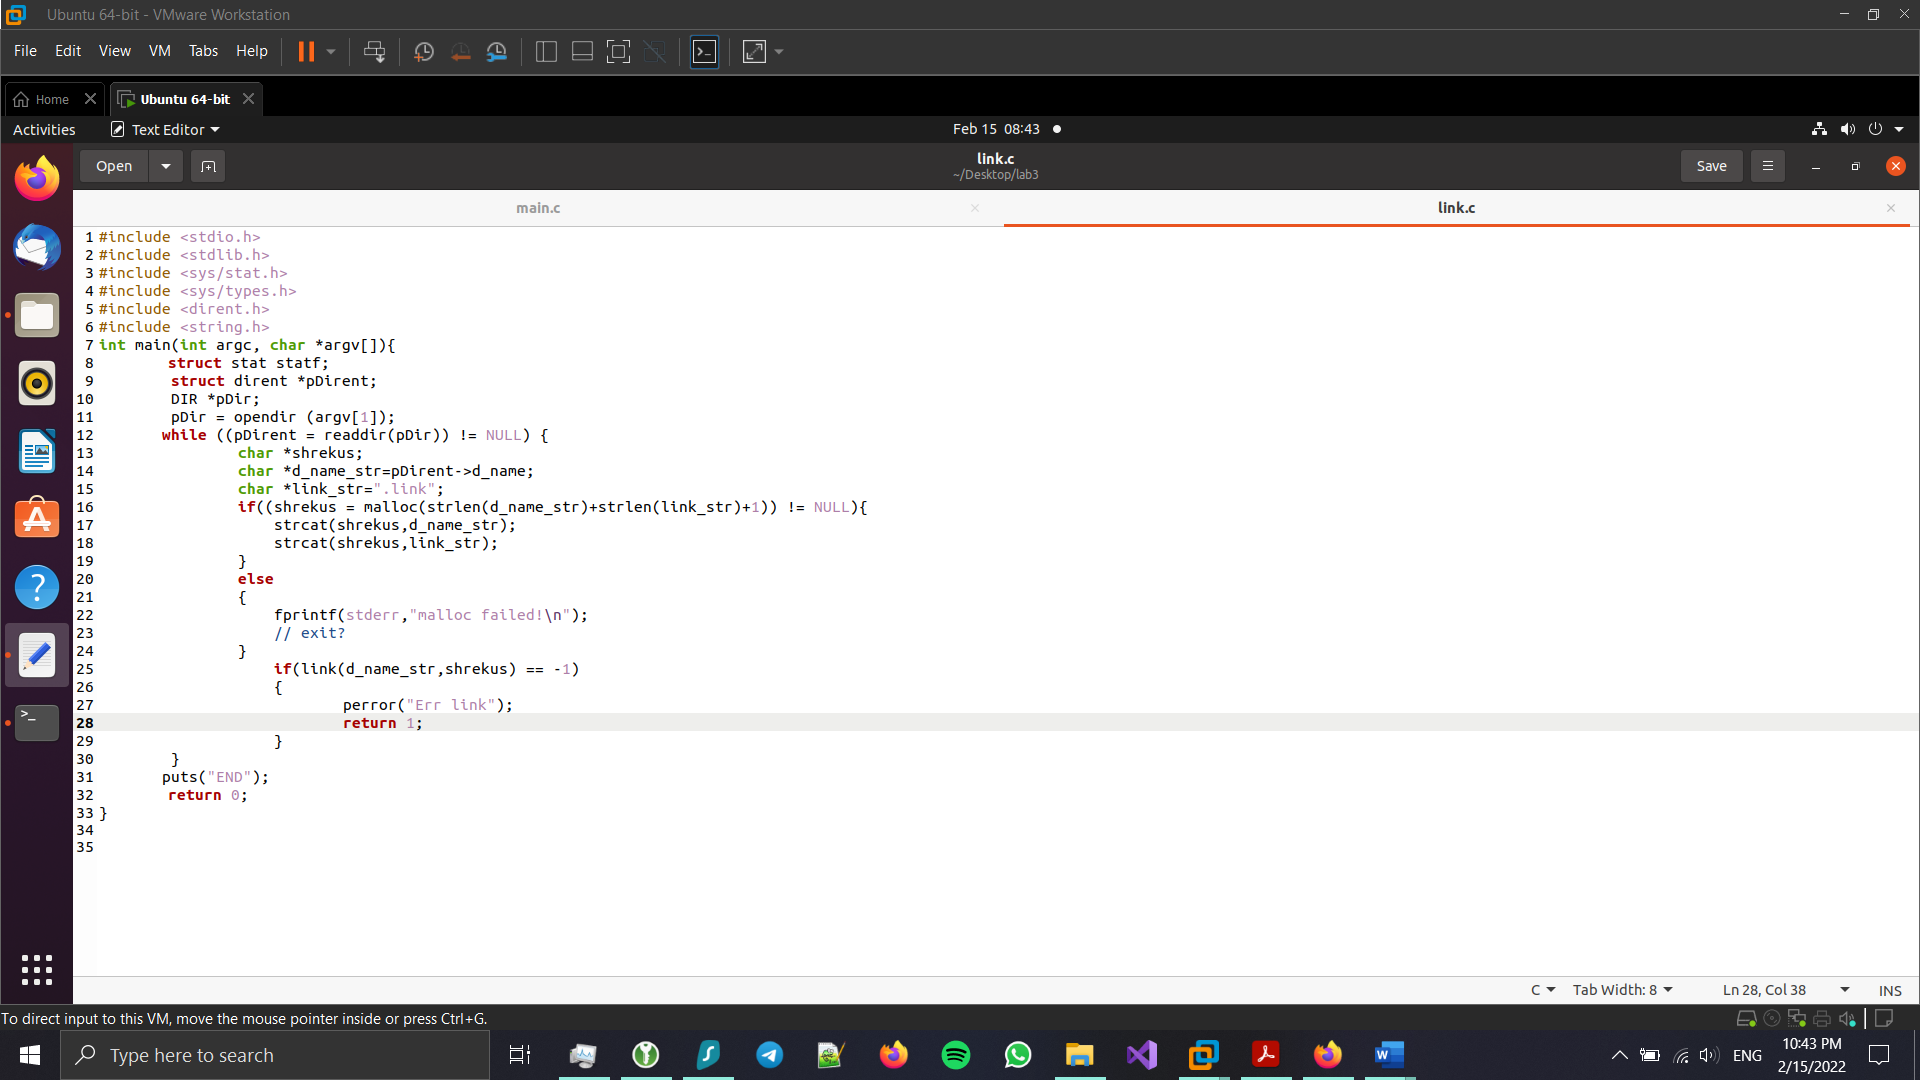 Ubuntu 64-bit - VMware Workstation
File Edit View VM Tabs Help
Home
Ubuntu 64-bit
Activities Text Editor Feb 15 08:43
Open link.c Save
~/Desktop/lab3
main.c link.c
1 #include <stdio.h>
2 #include <stdlib.h>
3 #include <sys/stat.h>
4 #include <sys/types.h>
5 #include <dirent.h>
6 #include <string.h>
7 int main(int argc, char *argv[]){
8 struct stat statf;
9 struct dirent *pDirent;
10 DIR *pDir;
11 pDir = opendir (argv[1]);
12 while ((pDirent = readdir(pDir)) != NULL) {
13 char *shrekus;
14 char *d_name_str=pDirent->d_name;
15 char *link_str=".link";
16 if((shrekus = malloc(strlen(d_name_str)+strlen(link_str)+1)) != NULL){
17 strcat(shrekus,d_name_str);
18 strcat(shrekus,link_str);
19 }
20 else
21 {
22 fprintf(stderr,"malloc failed!\n");
23 // exit?
24 }
25 if(link(d_name_str,shrekus) == -1)
26 {
27 perror("Err link");
28 return 1;
29 }
30 }
31 puts("END");
32 return 0;
33 }
34
35
C Tab Width: 8 Ln 28, Col 38 INS
To direct input to this VM, move the mouse pointer inside or press Ctrl+G.
Type here to search
ENG
10:43 PM
2/15/2022